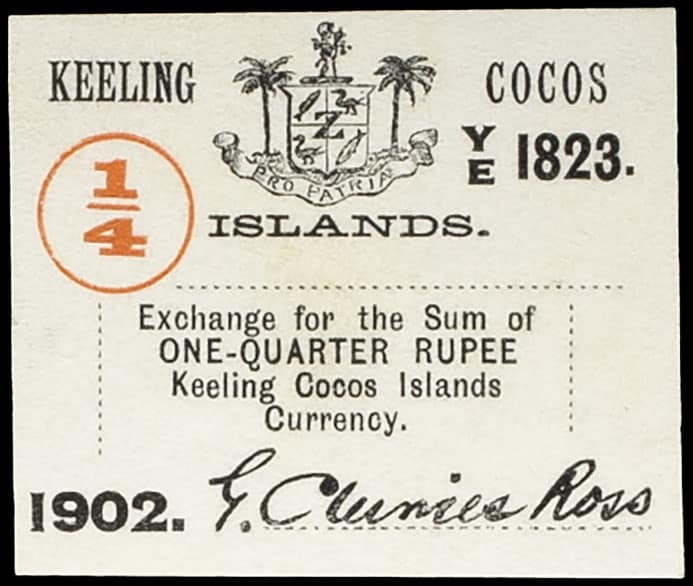 KEELING COCOS
YE 1823.
Z
PRO PATRIA
1/4
ISLANDS.
Exchange for the Sum of
ONE-QUARTER RUPEE
Keeling Cocos Islands
Currency.
1902. G. Clunies Ross